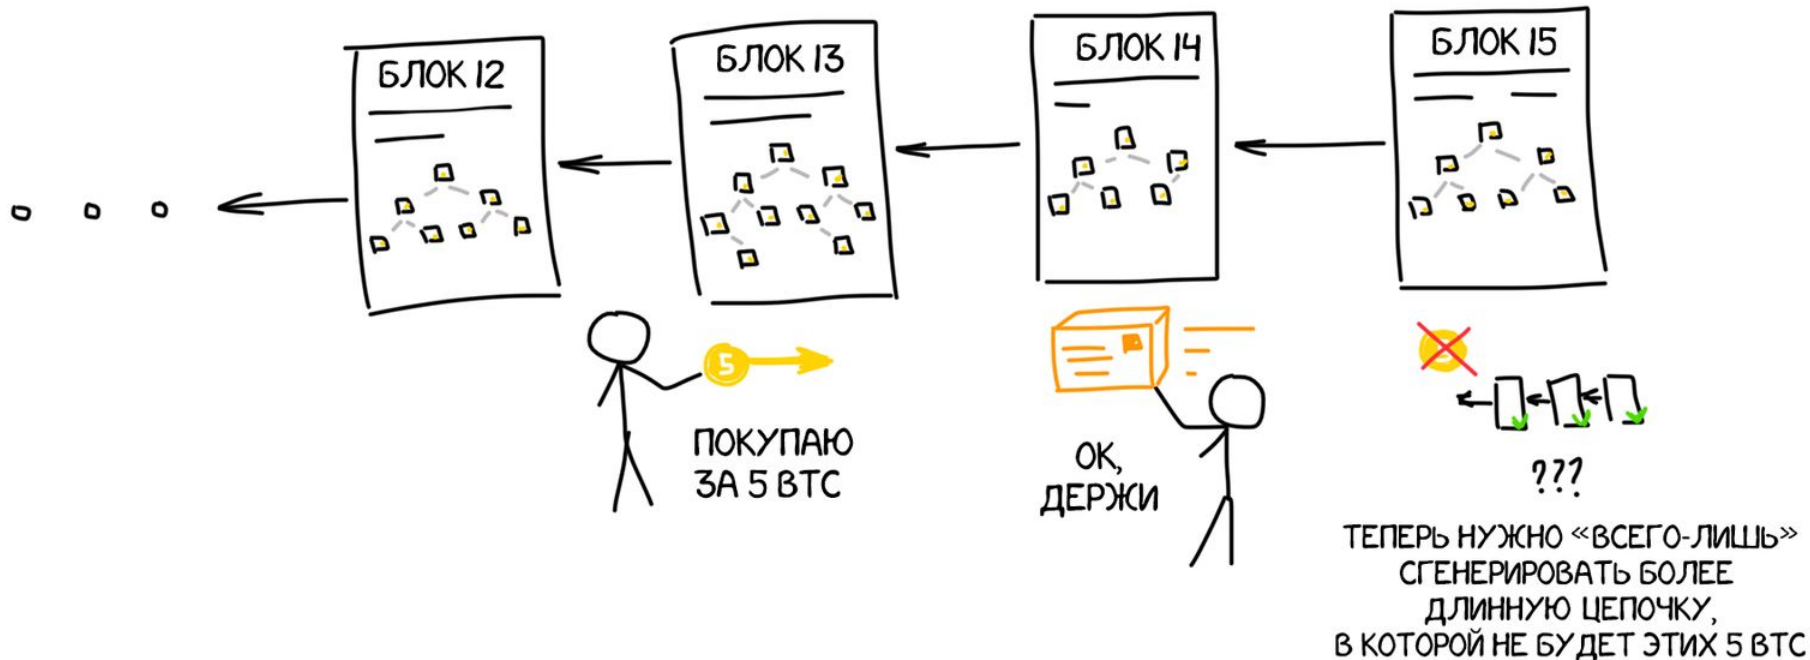 БЛОК 12
БЛОК 13
БЛОК 14
БЛОК 15
5
ПОКУПАЮ
ЗА 5 BTC
ОК,
ДЕРЖИ
???
ТЕПЕРЬ НУЖНО «ВСЕГО-ЛИШЬ»
СГЕНЕРИРОВАТЬ БОЛЕЕ
ДЛИННУЮ ЦЕПОЧКУ,
В КОТОРОЙ НЕ БУДЕТ ЭТИХ 5 BTC